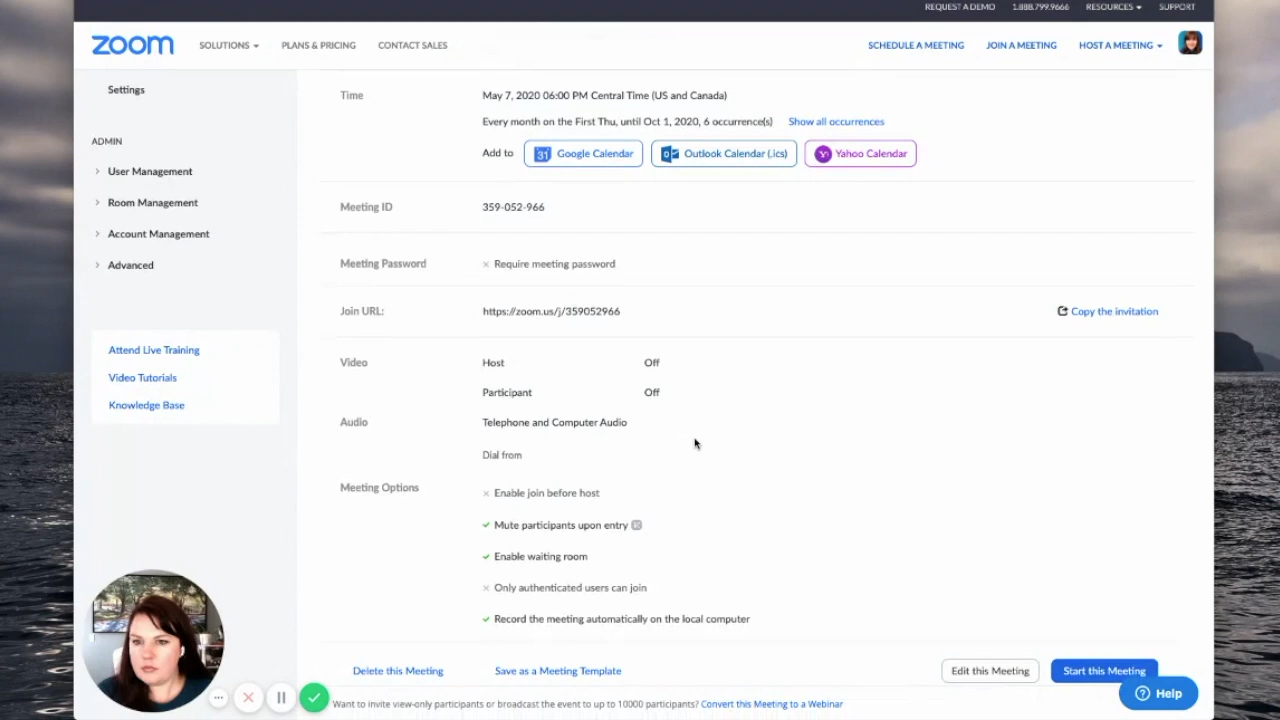 REQUEST A DEMO 1.888.799.9666 RESOURCES SUPPORT
zoom SOLUTIONS PLANS & PRICING CONTACT SALES SCHEDULE A MEETING JOIN A MEETING HOST A MEETING
Settings
ADMIN
User Management
Room Management
Account Management
Advanced
Attend Live Training
Video Tutorials
Knowledge Base
Time May 7, 2020 06:00 PM Central Time (US and Canada)
Every month on the First Thu, until Oct 1, 2020, 6 occurrence(s) Show all occurrences
Add to 31 Google Calendar Outlook Calendar (.ics) Yahoo Calendar
Meeting ID 359-052-966
Meeting Password × Require meeting password
Join URL: https://zoom.us/j/359052966 Copy the invitation
Video Host Off
Participant Off
Audio Telephone and Computer Audio
Dial from
Meeting Options × Enable join before host
✓ Mute participants upon entry
✓ Enable waiting room
× Only authenticated users can join
✓ Record the meeting automatically on the local computer
Delete this Meeting Save as a Meeting Template Edit this Meeting Start this Meeting
Help
Want to invite view-only participants or broadcast the event to up to 10000 participants? Convert this Meeting to a Webinar